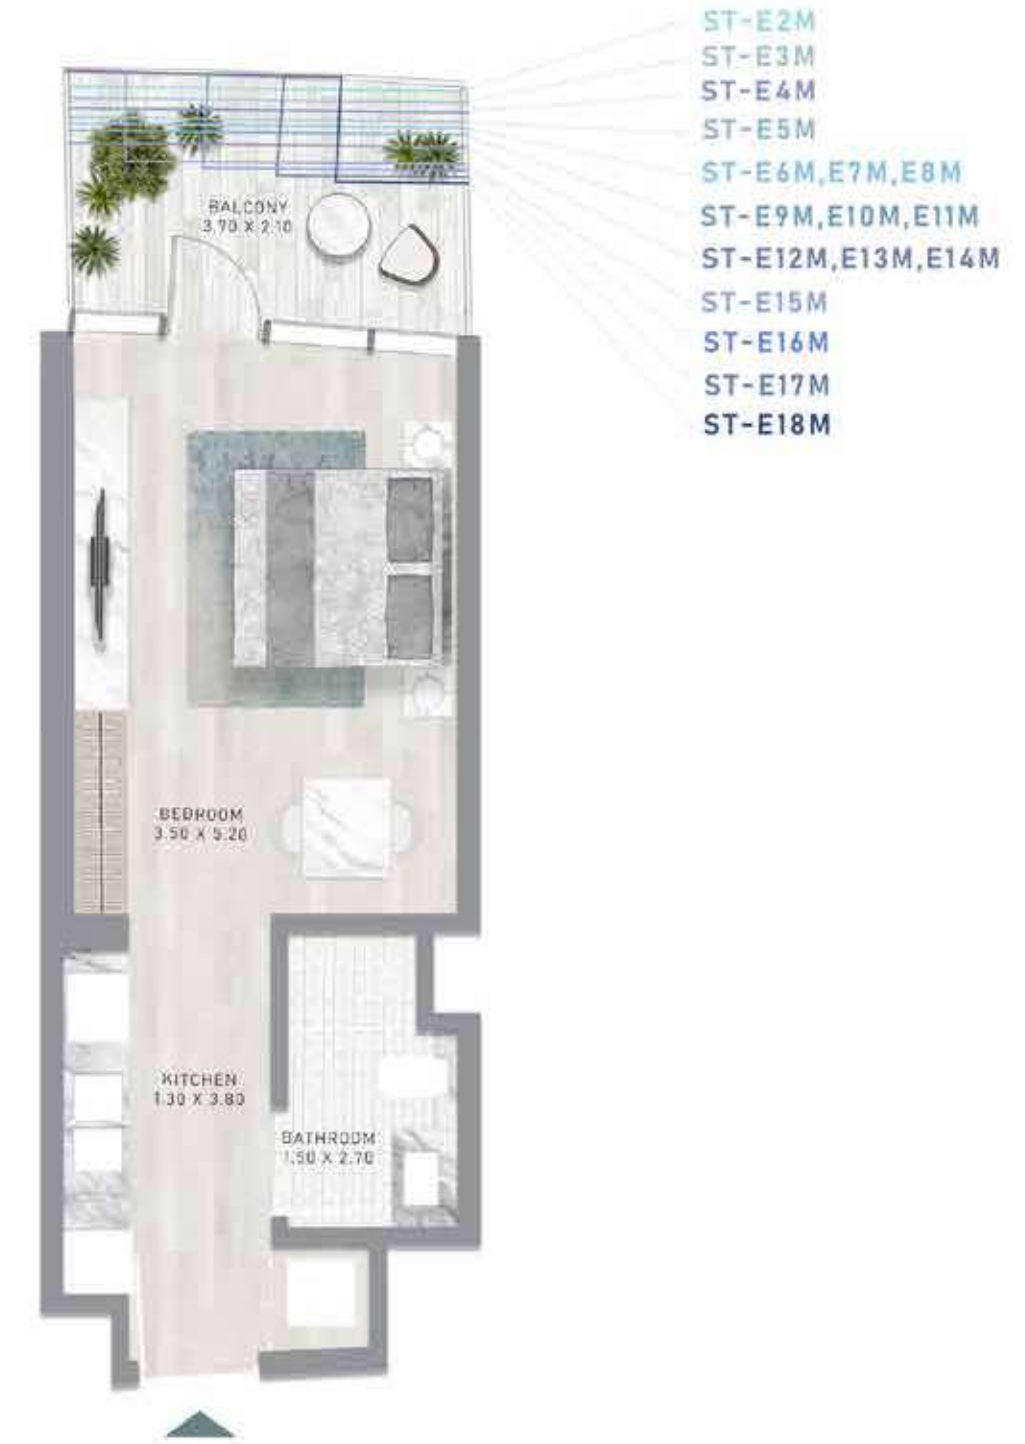 ST-E2M
ST-E3M
ST-E4M
ST-E5M
ST-E6M,E7M,E8M
ST-E9M,E10M,E11M
ST-E12M,E13M,E14M
ST-E15M
ST-E16M
ST-E17M
ST-E18M
BALCONY
3.70 X 2.10
BEDROOM
3.50 X 5.20
KITCHEN
1.30 X 3.80
BATHROOM
1.50 X 2.70